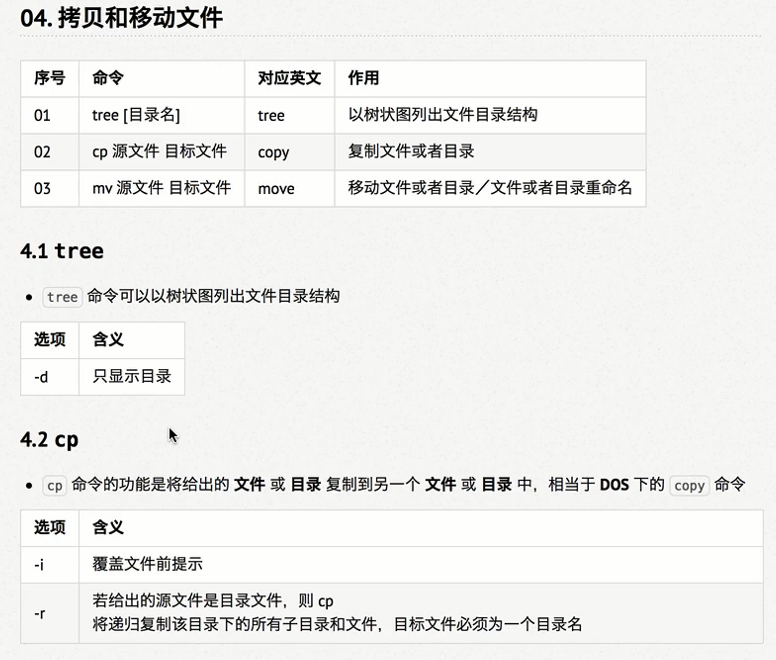 04. 拷贝和移动文件
序号 命令 对应英文 作用
01 tree [目录名] tree 以树状图列出文件目录结构
02 cp 源文件 目标文件 copy 复制文件或者目录
03 mv 源文件 目标文件 move 移动文件或者目录／文件或者目录重命名
4.1 tree
• tree 命令可以以树状图列出文件目录结构
选项 含义
-d 只显示目录
4.2 cp
• cp 命令的功能是将给出的 文件 或 目录 复制到另一个 文件 或 目录 中，相当于 DOS 下的 copy 命令
选项 含义
-i 覆盖文件前提示
-r 若给出的源文件是目录文件，则 cp
将递归复制该目录下的所有子目录和文件，目标文件必须为一个目录名